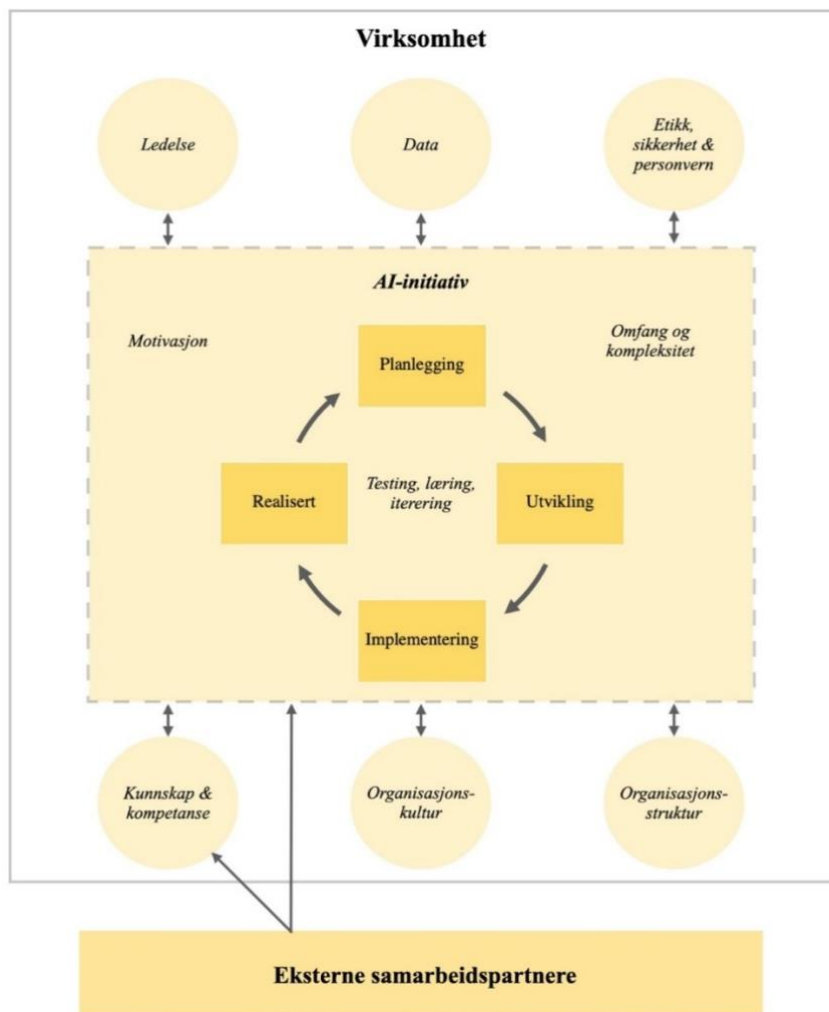 Virksomhet
Ledelse
Data
Etikk,
sikkerhet &
personvern
AI-initiativ
Motivasjon
Omfang og
kompleksitet
Planlegging
Realisert
Testing, læring,
iterering
Utvikling
Implementering
Kunnskap &
kompetanse
Organisasjons-
kultur
Organisasjons-
struktur
Eksterne samarbeidspartnere